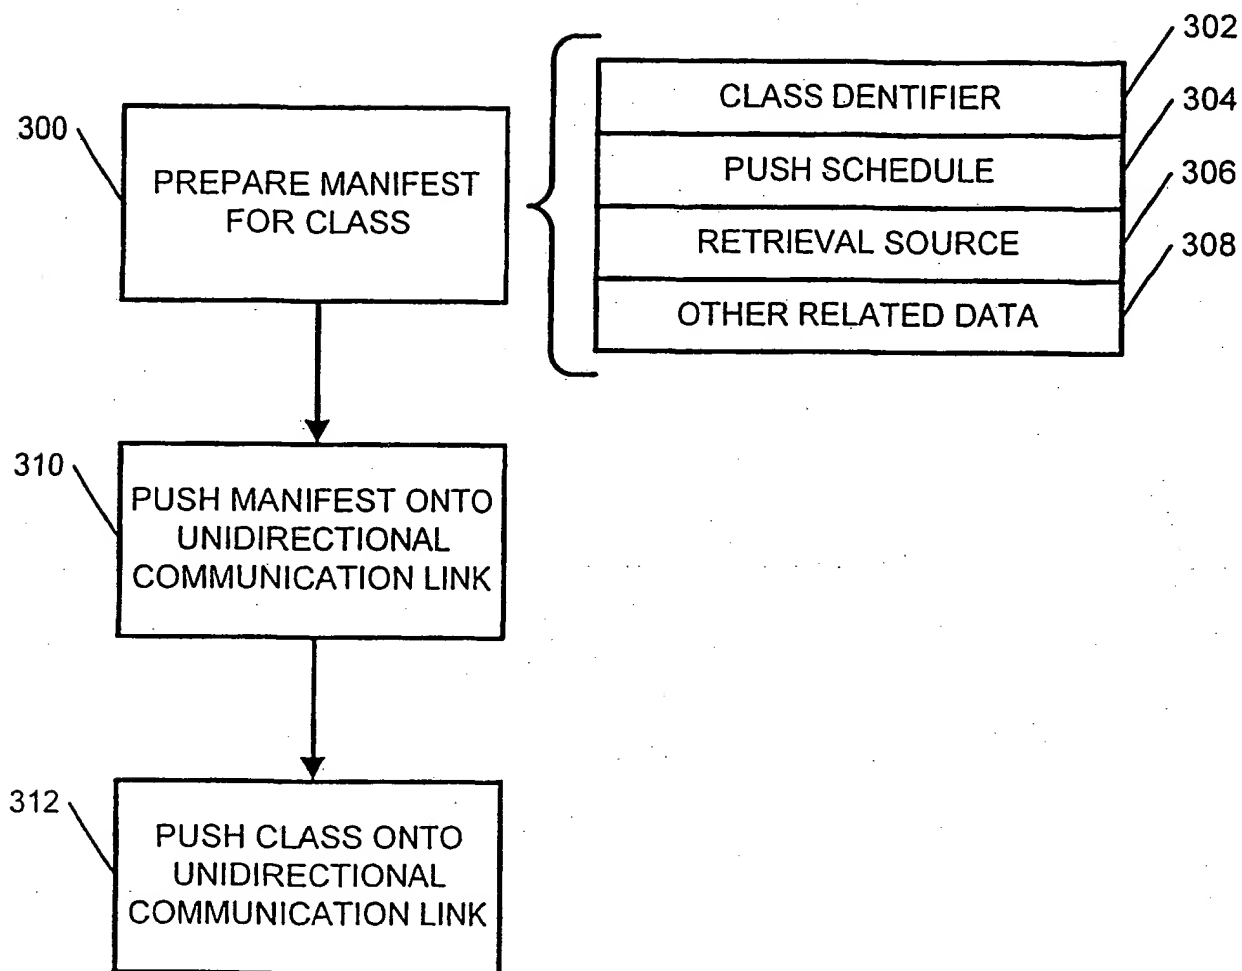 300
PREPARE MANIFEST
FOR CLASS
CLASS DENTIFIER
302
PUSH SCHEDULE
304
RETRIEVAL SOURCE
306
OTHER RELATED DATA
308
310
PUSH MANIFEST ONTO
UNIDIRECTIONAL
COMMUNICATION LINK
312
PUSH CLASS ONTO
UNIDIRECTIONAL
COMMUNICATION LINK